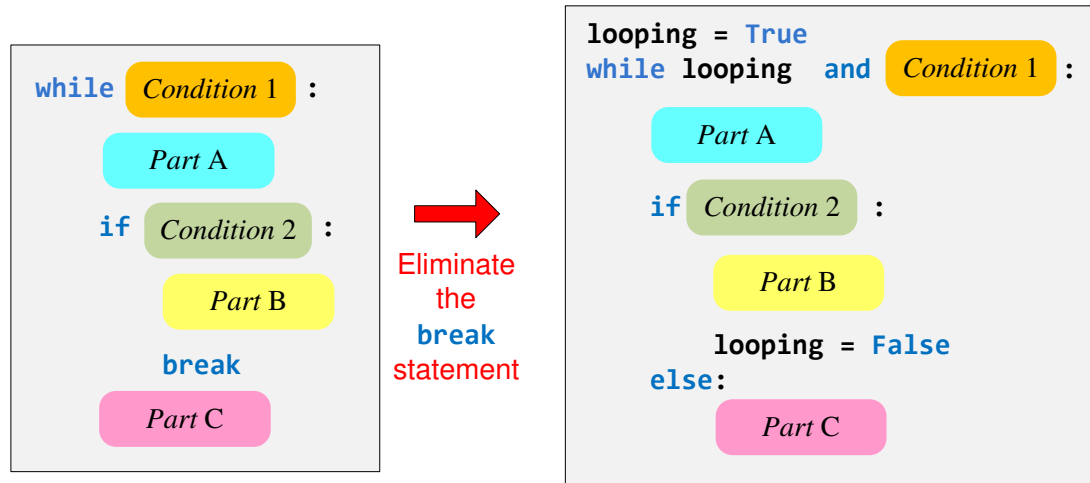 while Condition 1 :
Part A
if Condition 2 :
Part B
break
Part C
Eliminate
the
break
statement
looping = True
while looping and Condition 1 :
Part A
if Condition 2 :
Part B
looping = False
else:
Part C